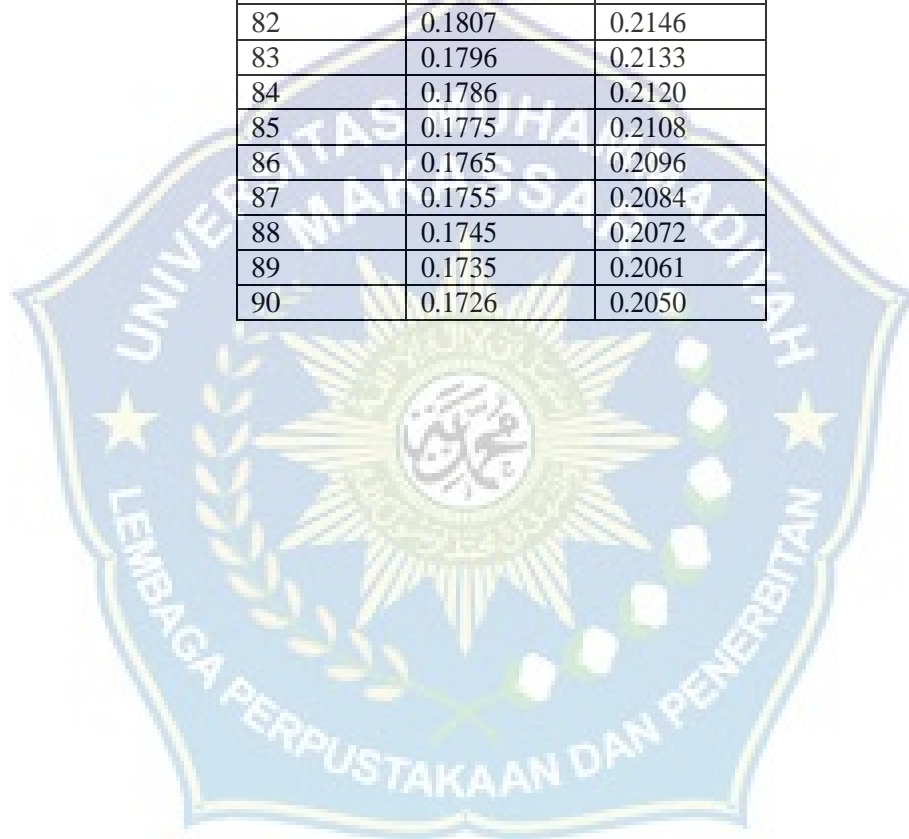 82 0.1807 0.2146
83 0.1796 0.2133
84 0.1786 0.2120
85 0.1775 0.2108
86 0.1765 0.2096
87 0.1755 0.2084
88 0.1745 0.2072
89 0.1735 0.2061
90 0.1726 0.2050
UNIVERSITAS MUHAMMADIYAH
MAKASSAR
محمدية
LEMBAGA PERPUSTAKAAN DAN PENERBITAN